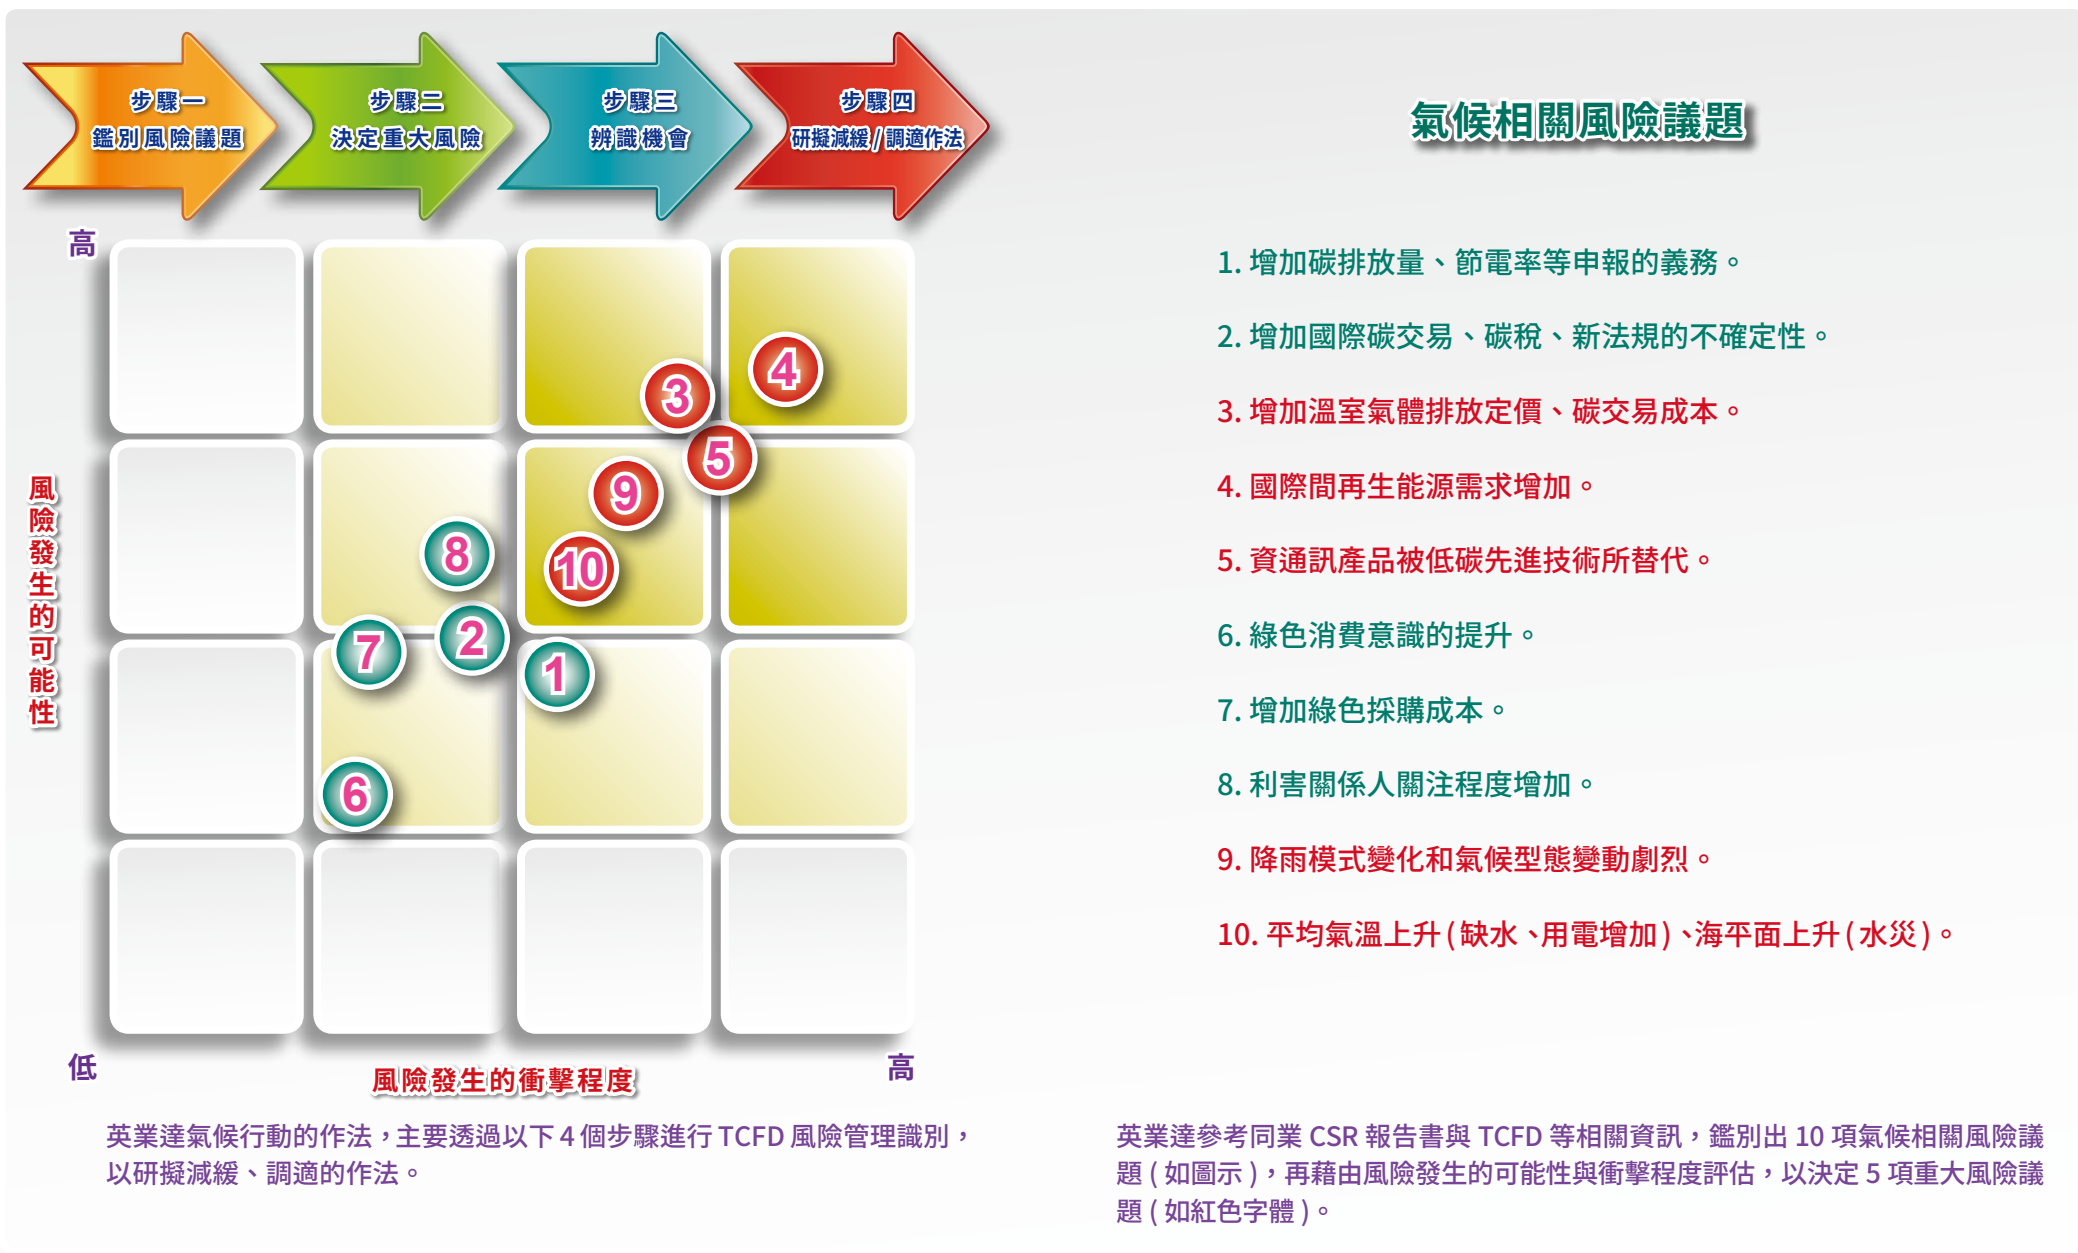 步驟一
鑑別風險議題
步驟二
決定重大風險
步驟三
辨識機會
步驟四
研擬減緩/調適作法
高
風險發生的可能性
3
4
5
9
8
10
7
2
1
6
低
高
風險發生的衝擊程度
英業達氣候行動的作法，主要透過以下 4 個步驟進行 TCFD 風險管理識別，
以研擬減緩、調適的作法。
氣候相關風險議題
1. 增加碳排放量、節電率等申報的義務。
2. 增加國際碳交易、碳稅、新法規的不確定性。
3. 增加溫室氣體排放定價、碳交易成本。
4. 國際間再生能源需求增加。
5. 資通訊產品被低碳先進技術所替代。
6. 綠色消費意識的提升。
7. 增加綠色採購成本。
8. 利害關係人關注程度增加。
9. 降雨模式變化和氣候型態變動劇烈。
10. 平均氣溫上升 ( 缺水、用電增加 )、海平面上升 ( 水災 )。
英業達參考同業 CSR 報告書與 TCFD 等相關資訊，鑑別出 10 項氣候相關風險議
題 ( 如圖示 )，再藉由風險發生的可能性與衝擊程度評估，以決定 5 項重大風險議
題 ( 如紅色字體 )。